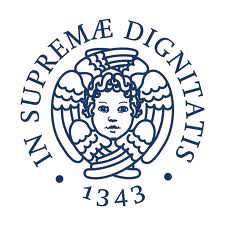 IN SUPREMÆ DIGNITATIS
1343